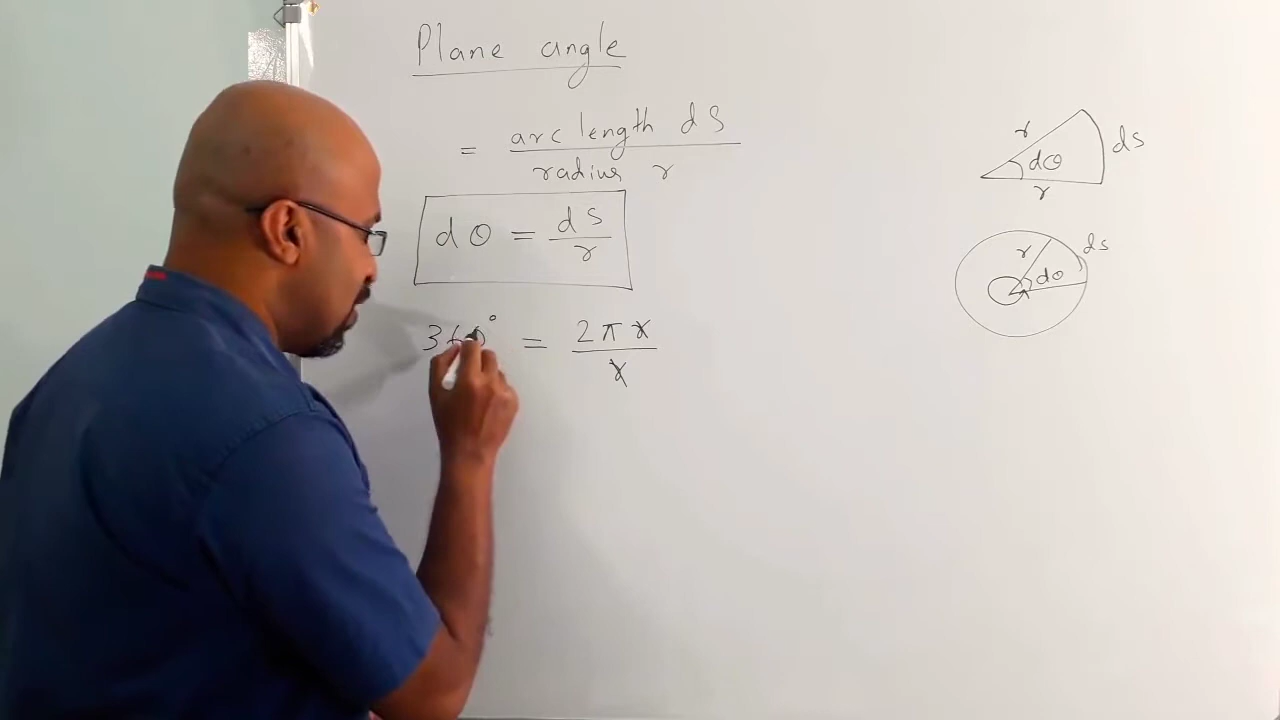 Plane angle
= arc length ds / radius r
dθ = ds / r
360° = 2πr / r
r
dθ
ds
r
r
ds
dθ